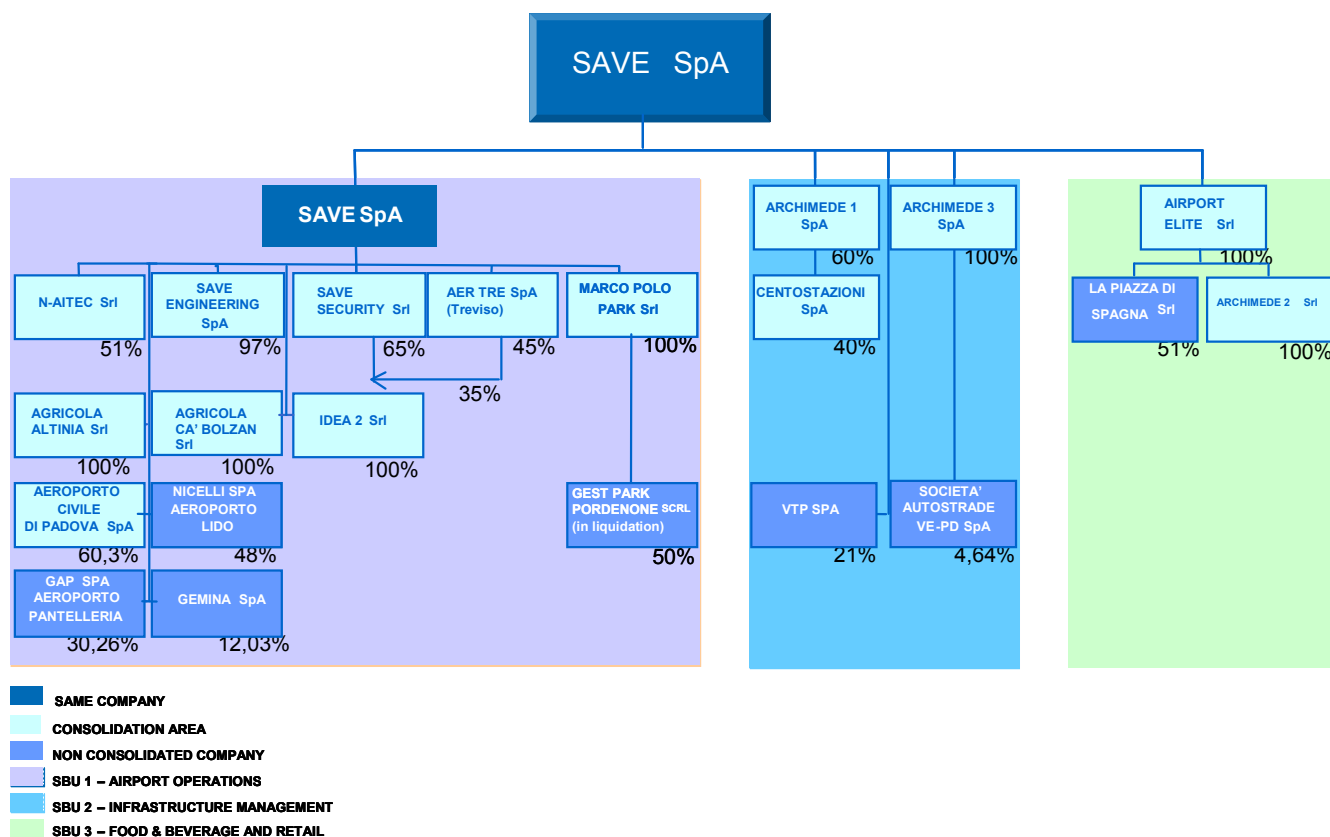 SAVE SpA
SAVE SpA
N-AITEC Srl
51%
SAVE
ENGINEERING
SpA
97%
SAVE
SECURITY Srl
65%
AER TRE SpA
(Treviso)
45%
MARCO POLO
PARK Srl
100%
35%
AGRICOLA
ALTINIA Srl
100%
AGRICOLA
CA' BOLZAN
Srl
100%
IDEA 2 Srl
100%
AEROPORTO
CIVILE
DI PADOVA SpA
60,3%
NICELLI SPA
AEROPORTO
LIDO
48%
GEST PARK
PORDENONE SCRL
(in liquidation)
50%
GAP SPA
AEROPORTO
PANTELLERIA
30,26%
GEMINA SpA
12,03%
ARCHIMEDE 1
SpA
60%
ARCHIMEDE 3
SpA
100%
CENTOSTAZIONI
SpA
40%
VTP SPA
21%
SOCIETA'
AUTOSTRADE
VE-PD SpA
4,64%
AIRPORT
ELITE Srl
100%
LA PIAZZA DI
SPAGNA Srl
51%
ARCHIMEDE 2 Srl
100%
SAME COMPANY
CONSOLIDATION AREA
NON CONSOLIDATED COMPANY
SBU 1 – AIRPORT OPERATIONS
SBU 2 – INFRASTRUCTURE MANAGEMENT
SBU 3 – FOOD & BEVERAGE AND RETAIL